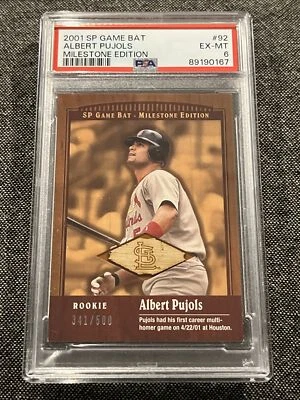 2001 SP GAME BAT #92
ALBERT PUJOLS EX-MT
MILESTONE EDITION 6
PSA 89190167
SP GAME BAT - MILESTONE EDITION
ROOKIE Albert Pujols
341/500 Pujols had his first career multi-
homer game on 4/22/01 at Houston.